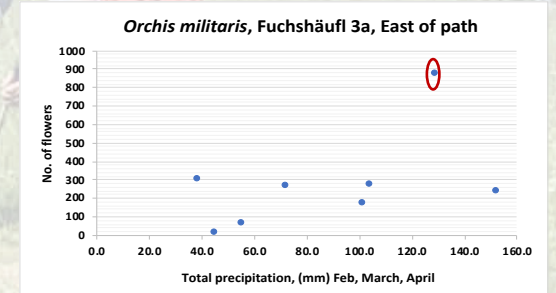 Orchis militaris, Fuchshäufl 3a, East of path
No. of flowers
1000
900
800
700
600
500
400
300
200
100
0
0.0 20.0 40.0 60.0 80.0 100.0 120.0 140.0 160.0
Total precipitation, (mm) Feb, March, April